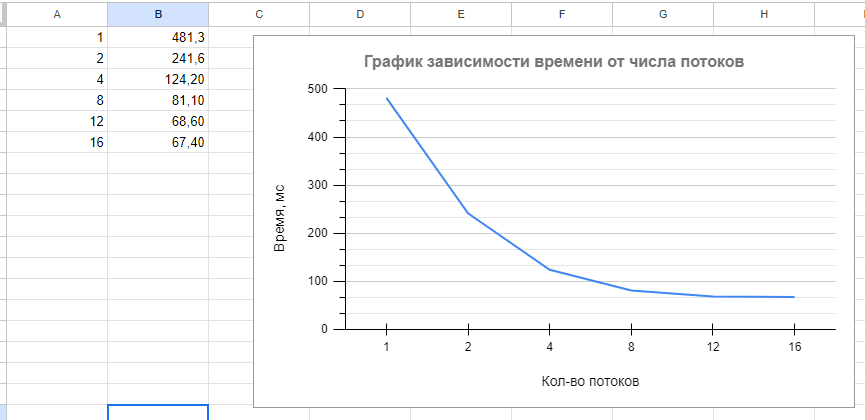 A B C D E F G H
1 481,3
2 241,6
4 124,20
8 81,10
12 68,60
16 67,40
График зависимости времени от числа потоков
500
400
300
200
100
0
Время, мс
1 2 4 8 12 16
Кол-во потоков